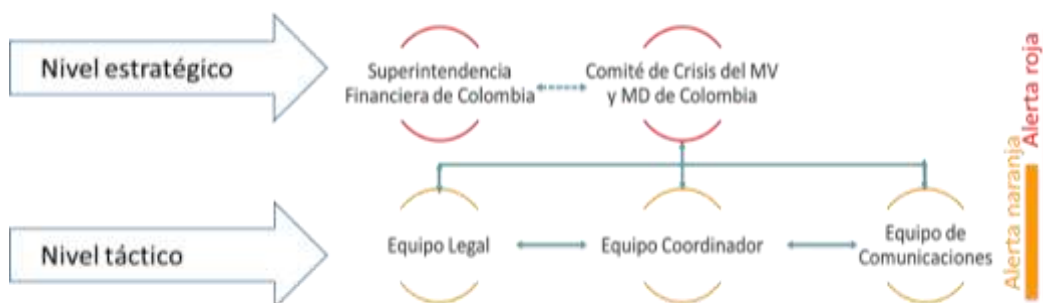 Nivel estratégico
Superintendencia
Financiera de Colombia
Comité de Crisis del MV
y MD de Colombia
Alerta roja
Nivel táctico
Equipo Legal
Equipo Coordinador
Equipo de
Comunicaciones
Alerta naranja